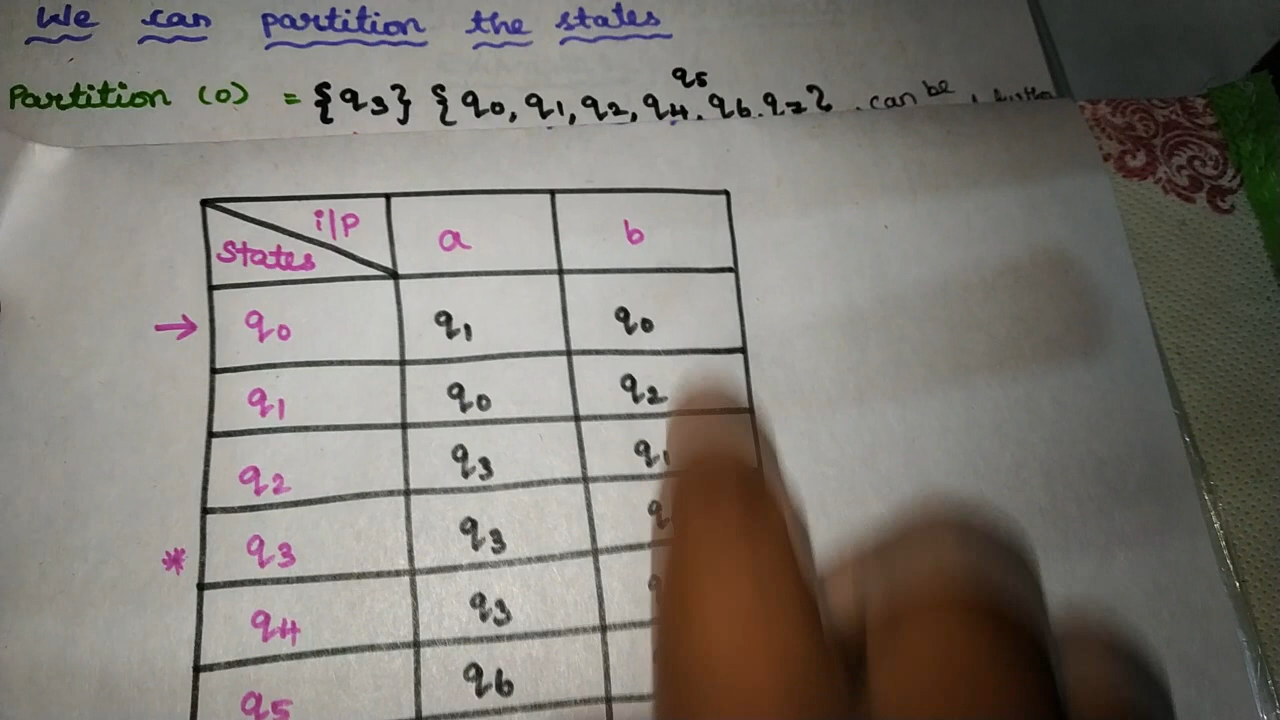 We can partition the states
q5
Partition (0) = {q3} {q0, q1, q2, q4. q6. q7} . can be
i/P
States a b
→ q0 q1 q0
q1 q0 q2
q2 q3 q1
* q3 q3
q4 q3
q5 q6